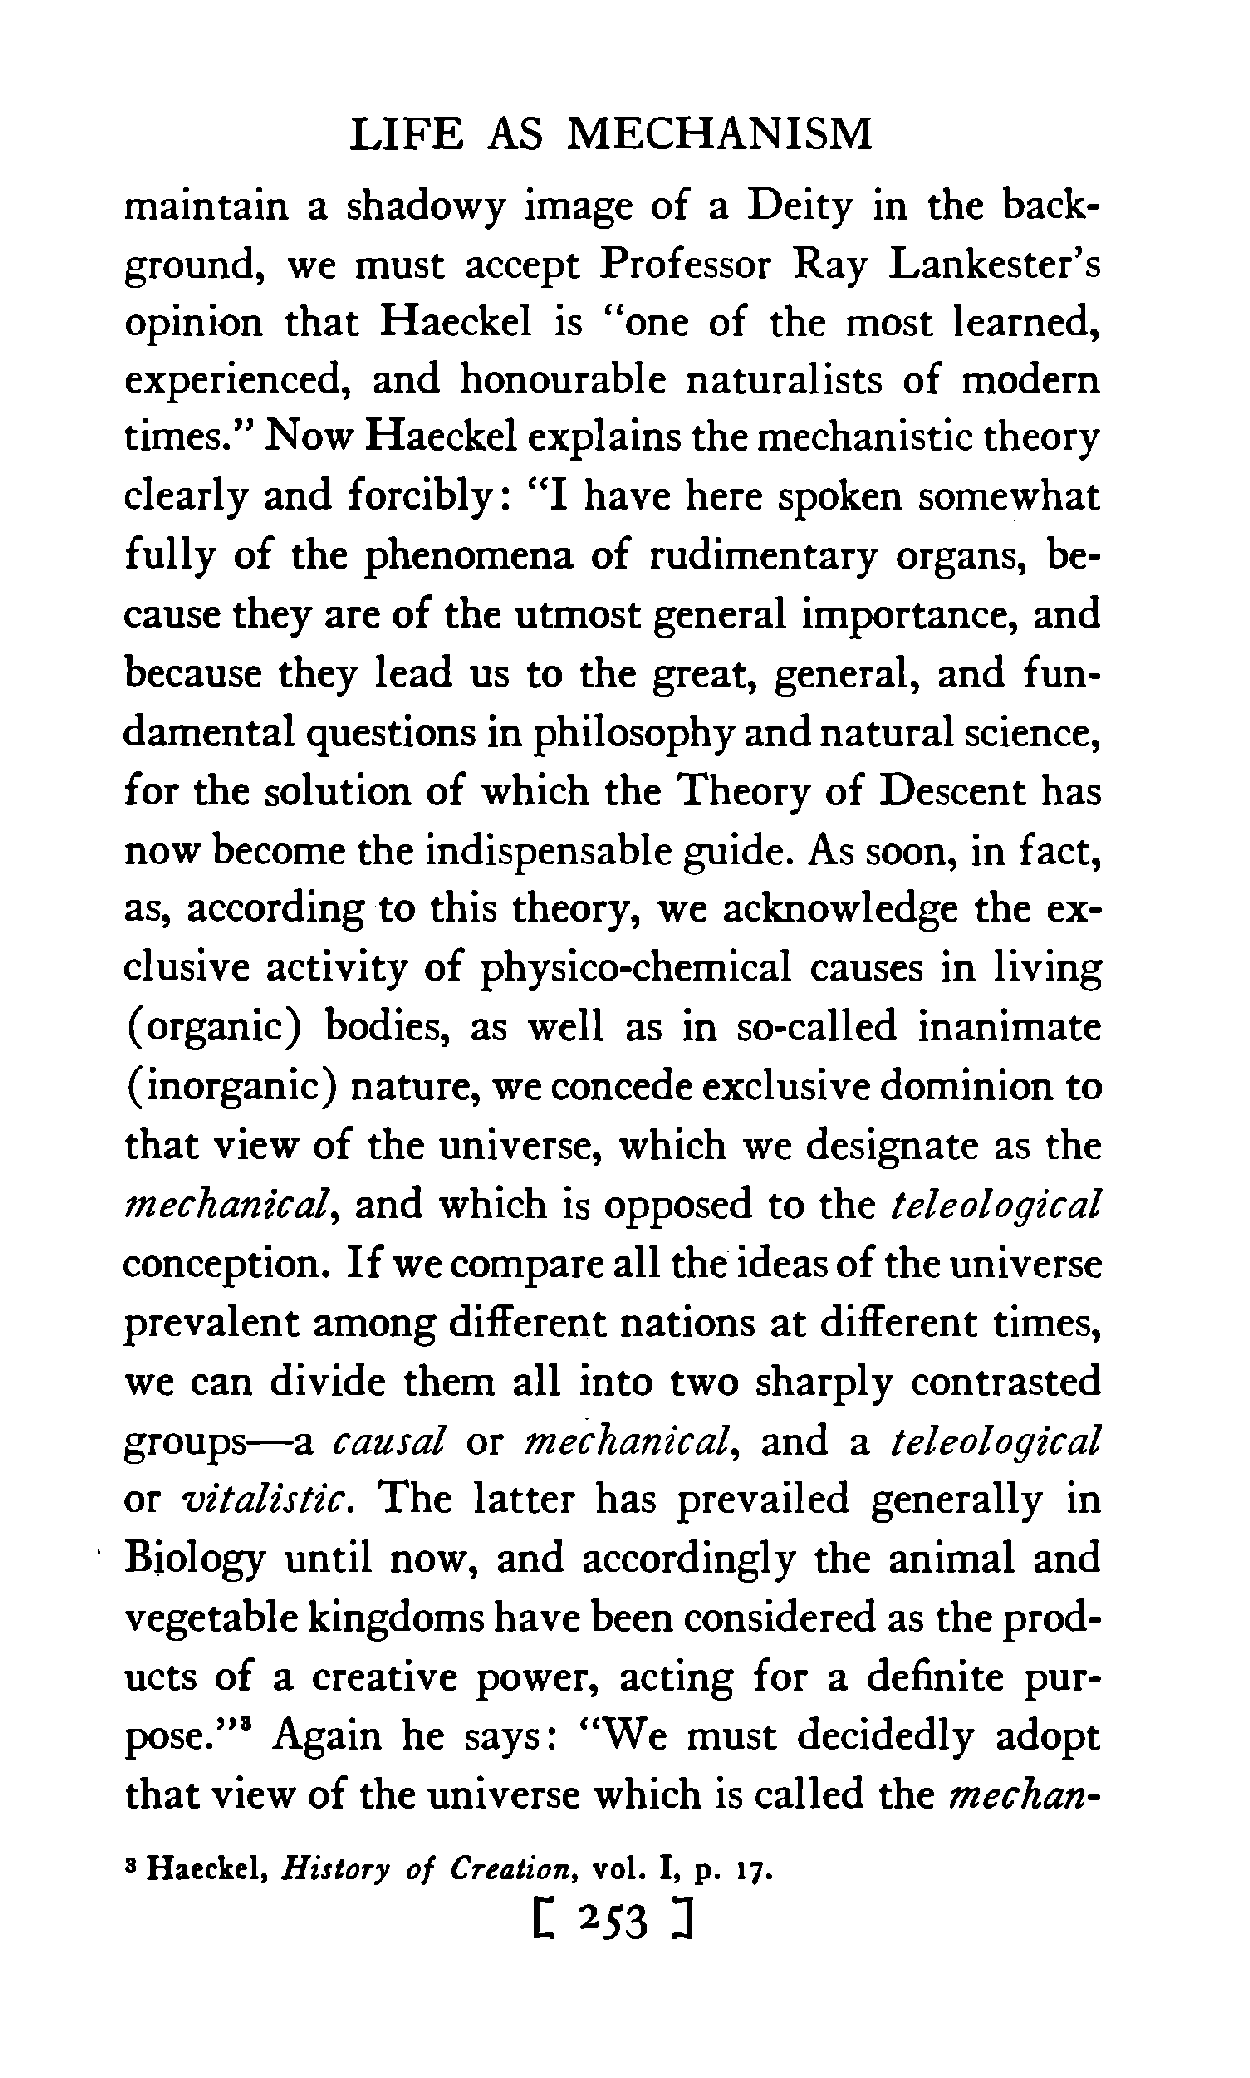 LIFE AS MECHANISM
maintain a shadowy image of a Deity in the back-
ground, we must accept Professor Ray Lankester's
opinion that Haeckel is "one of the most learned,
experienced, and honourable naturalists of modern
times." Now Haeckel explains the mechanistic theory
clearly and forcibly: "I have here spoken somewhat
fully of the phenomena of rudimentary organs, be-
cause they are of the utmost general importance, and
because they lead us to the great, general, and fun-
damental questions in philosophy and natural science,
for the solution of which the Theory of Descent has
now become the indispensable guide. As soon, in fact,
as, according to this theory, we acknowledge the ex-
clusive activity of physico-chemical causes in living
(organic) bodies, as well as in so-called inanimate
(inorganic) nature, we concede exclusive dominion to
that view of the universe, which we designate as the
mechanical, and which is opposed to the teleological
conception. If we compare all the ideas of the universe
prevalent among different nations at different times,
we can divide them all into two sharply contrasted
groups—a causal or mechanical, and a teleological
or vitalistic. The latter has prevailed generally in
Biology until now, and accordingly the animal and
vegetable kingdoms have been considered as the prod-
ucts of a creative power, acting for a definite pur-
pose."³ Again he says: "We must decidedly adopt
that view of the universe which is called the mechan-
³ Haeckel, History of Creation, vol. I, p. 17.
[ 253 ]